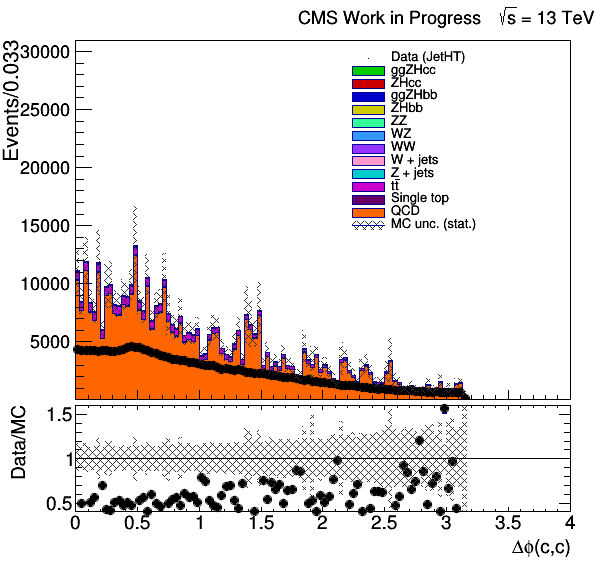 CMS Work in Progress √s = 13 TeV
Events/0.033
30000
25000
20000
15000
10000
5000
Data (JetHT)
ggZHcc
ZHcc
ggZHbb
ZHbb
ZZ
WZ
WW
W + jets
Z + jets
tt̄
Single top
QCD
MC unc. (stat.)
Data/MC
1.5
1
0.5
0 0.5 1 1.5 2 2.5 3 3.5 4
Δϕ(c,c)